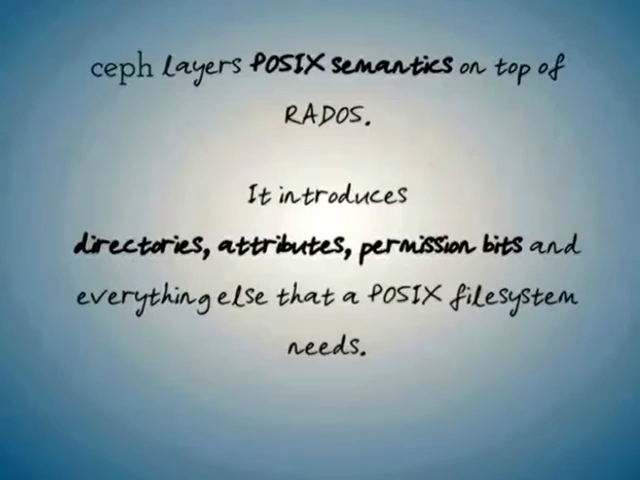 ceph layers POSIX semantics on top of
RADOS.
It introduces
directories, attributes, permission bits and
everything else that a POSIX filesystem
needs.